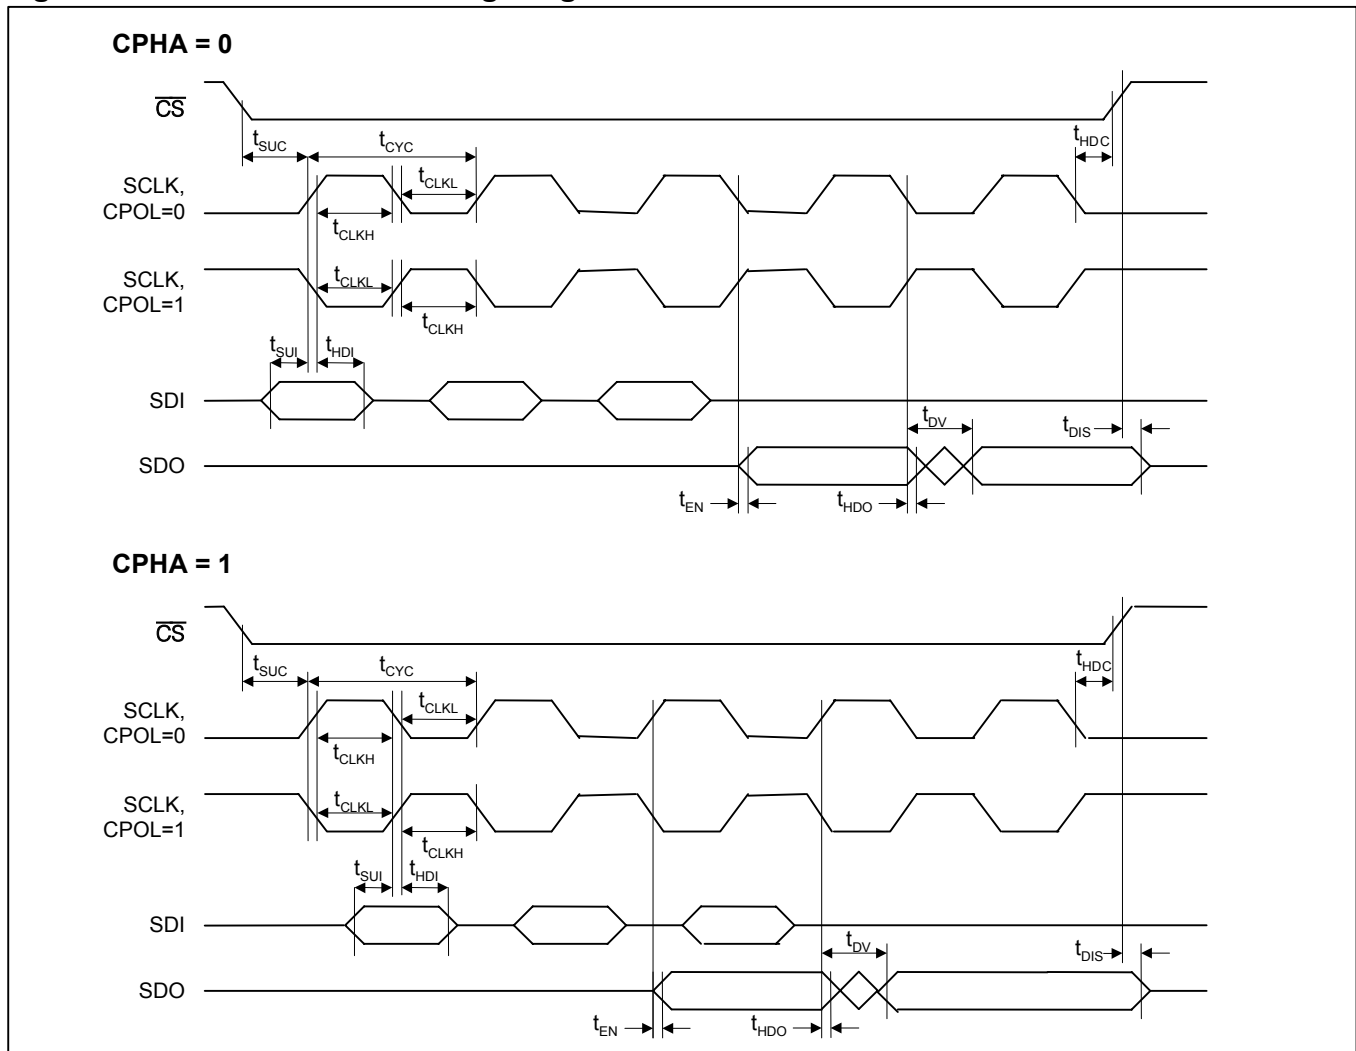 CPHA = 0
CS
tSUC
tCYC
tHDC
SCLK,
CPOL=0
tCLKL
tCLKH
SCLK,
CPOL=1
tCLKL
tCLKH
tSUI
tHDI
SDI
tDV
tDIS
SDO
tEN
tHDO
CPHA = 1
CS
tSUC
tCYC
tHDC
SCLK,
CPOL=0
tCLKL
tCLKH
SCLK,
CPOL=1
tCLKL
tCLKH
tSUI
tHDI
SDI
tDV
tDIS
SDO
tEN
tHDO